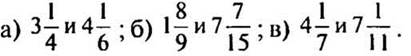 а) 3 1/4 и 4 1/6 ; б) 1 8/9 и 7 7/15 ; в) 4 1/7 и 7 1/11 .